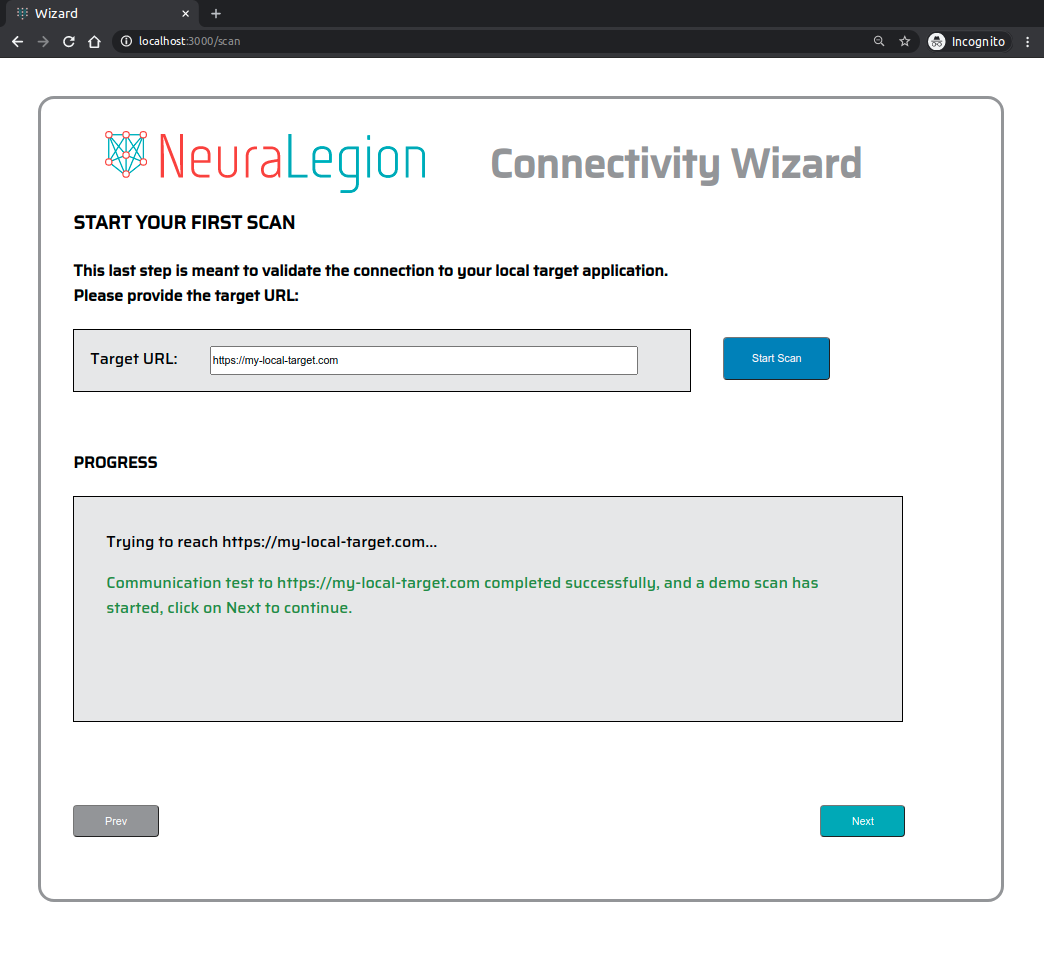 Wizard
localhost:3000/scan
Incognito
NeuraLegion
Connectivity Wizard
START YOUR FIRST SCAN
This last step is meant to validate the connection to your local target application.
Please provide the target URL:
Target URL:
https://my-local-target.com
Start Scan
PROGRESS
Trying to reach https://my-local-target.com...
Communication test to https://my-local-target.com completed successfully, and a demo scan has
started, click on Next to continue.
Prev
Next